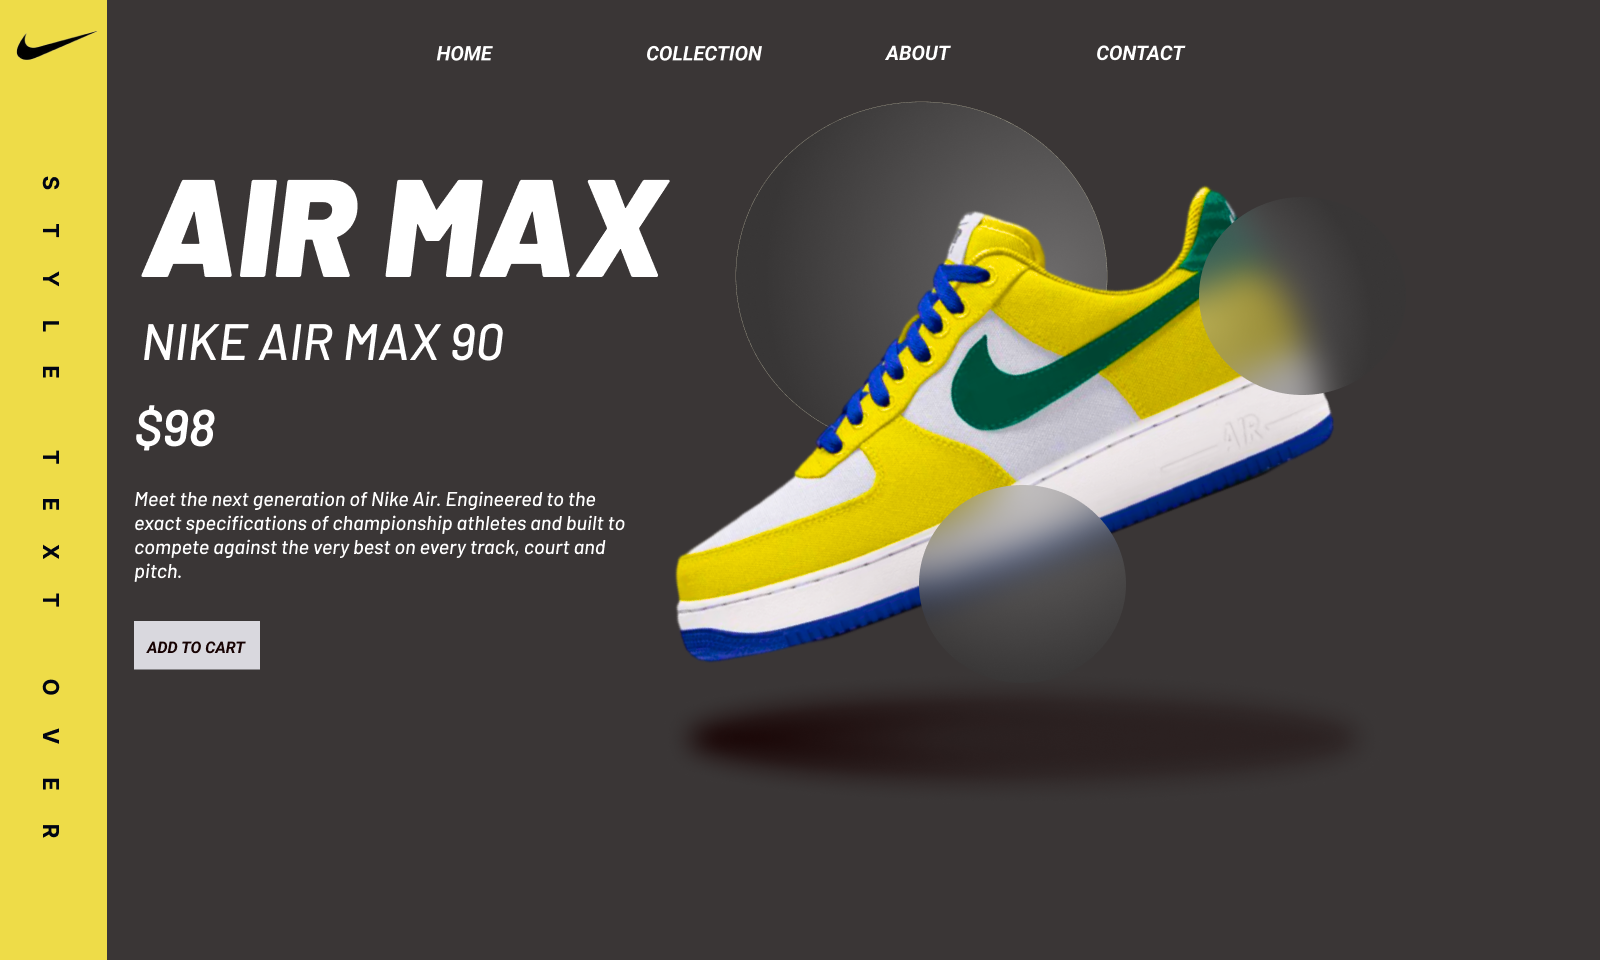 HOME COLLECTION ABOUT CONTACT
STYLE TEXT OVER
AIR MAX
NIKE AIR MAX 90
$98
Meet the next generation of Nike Air. Engineered to the
exact specifications of championship athletes and built to
compete against the very best on every track, court and
pitch.
ADD TO CART
AIR